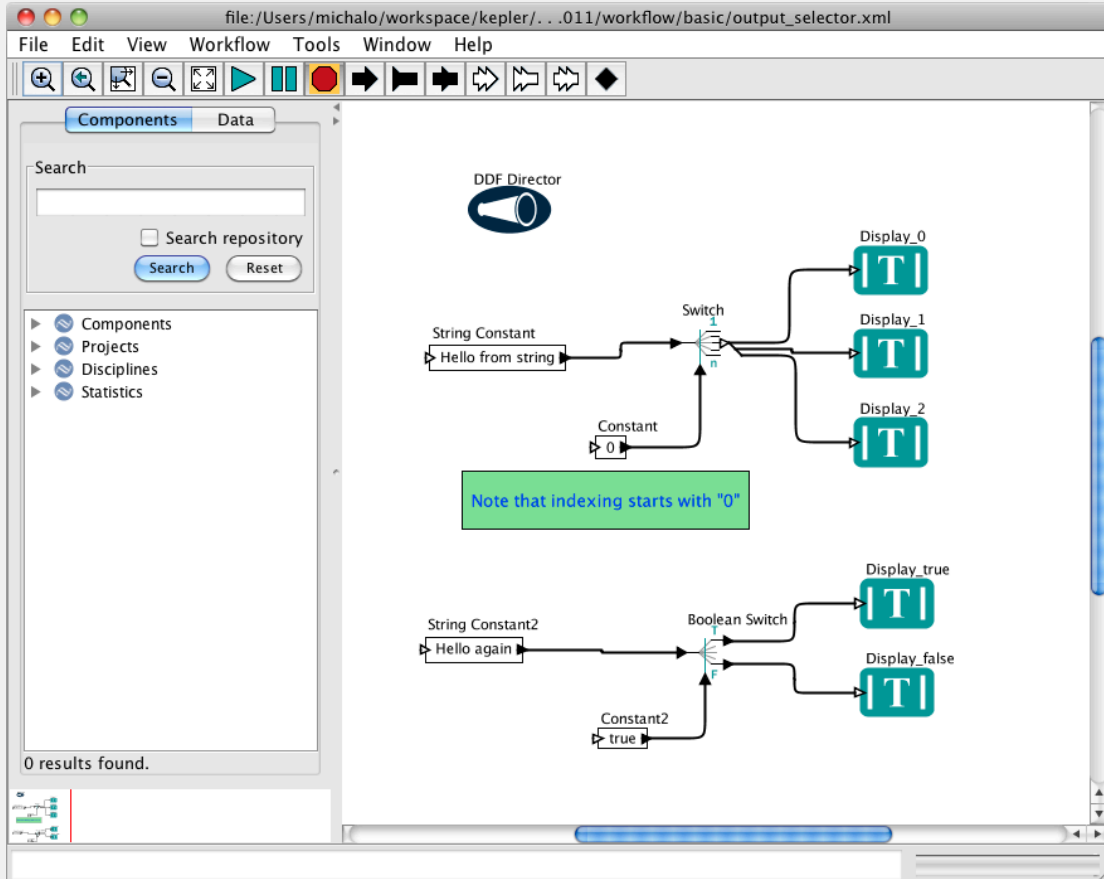 file:/Users/michalo/workspace/kepler/. . .011/workflow/basic/output_selector.xml
File Edit View Workflow Tools Window Help
Components Data
Search
Search repository
Search Reset
Components
Projects
Disciplines
Statistics
0 results found.
DDF Director
Display_0
T
Switch
1
n
Display_1
T
String Constant
Hello from string
Display_2
T
Constant
0
Note that indexing starts with "0"
Display_true
T
String Constant2
Hello again
Boolean Switch
T
F
Display_false
T
Constant2
true